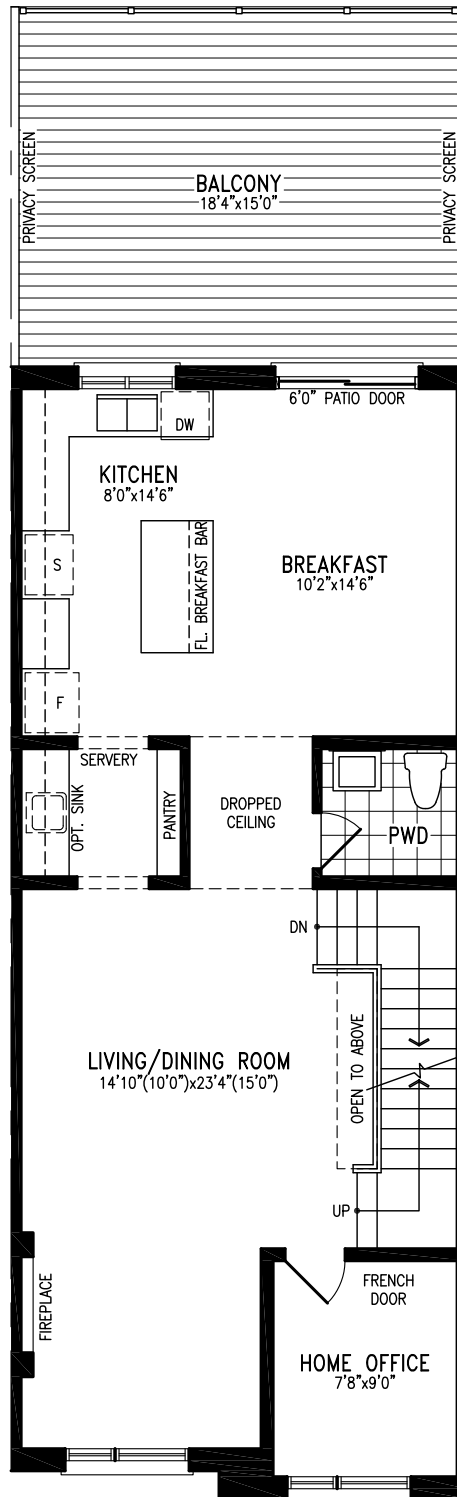 PRIVACY SCREEN
PRIVACY SCREEN
BALCONY
18'4"x15'0"
6'0" PATIO DOOR
DW
KITCHEN
8'0"x14'6"
S
FL. BREAKFAST BAR
BREAKFAST
10'2"x14'6"
F
SERVERY
OPT. SINK
PANTRY
DROPPED
CEILING
PWD
DN
LIVING/DINING ROOM
14'10"(10'0")x23'4"(15'0")
OPEN TO ABOVE
UP
FIREPLACE
FRENCH
DOOR
HOME OFFICE
7'8"x9'0"